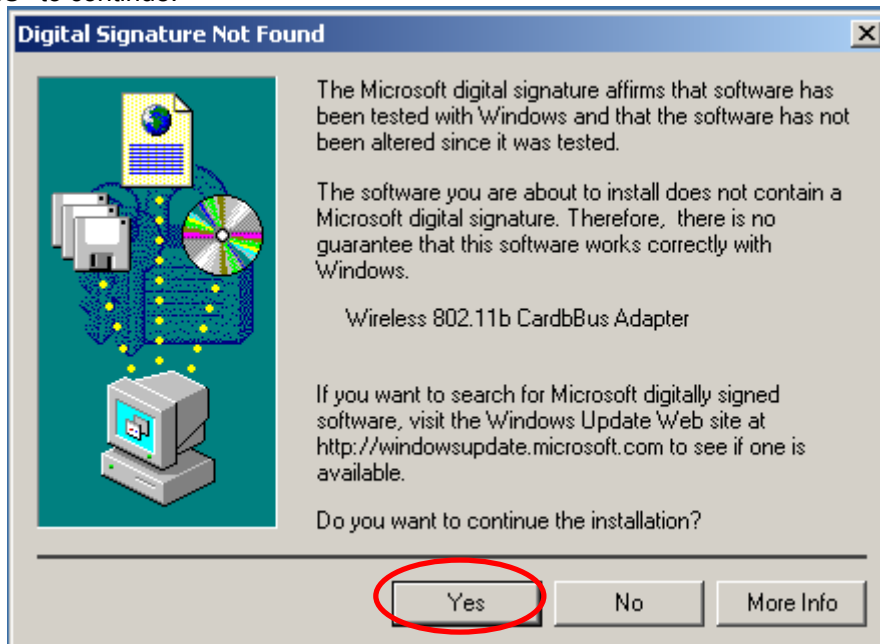 to continue.
Digital Signature Not Found
The Microsoft digital signature affirms that software has
been tested with Windows and that the software has not
been altered since it was tested.
The software you are about to install does not contain a
Microsoft digital signature. Therefore, there is no
guarantee that this software works correctly with
Windows.
Wireless 802.11b CardbBus Adapter
If you want to search for Microsoft digitally signed
software, visit the Windows Update Web site at
http://windowsupdate.microsoft.com to see if one is
available.
Do you want to continue the installation?
Yes No More Info